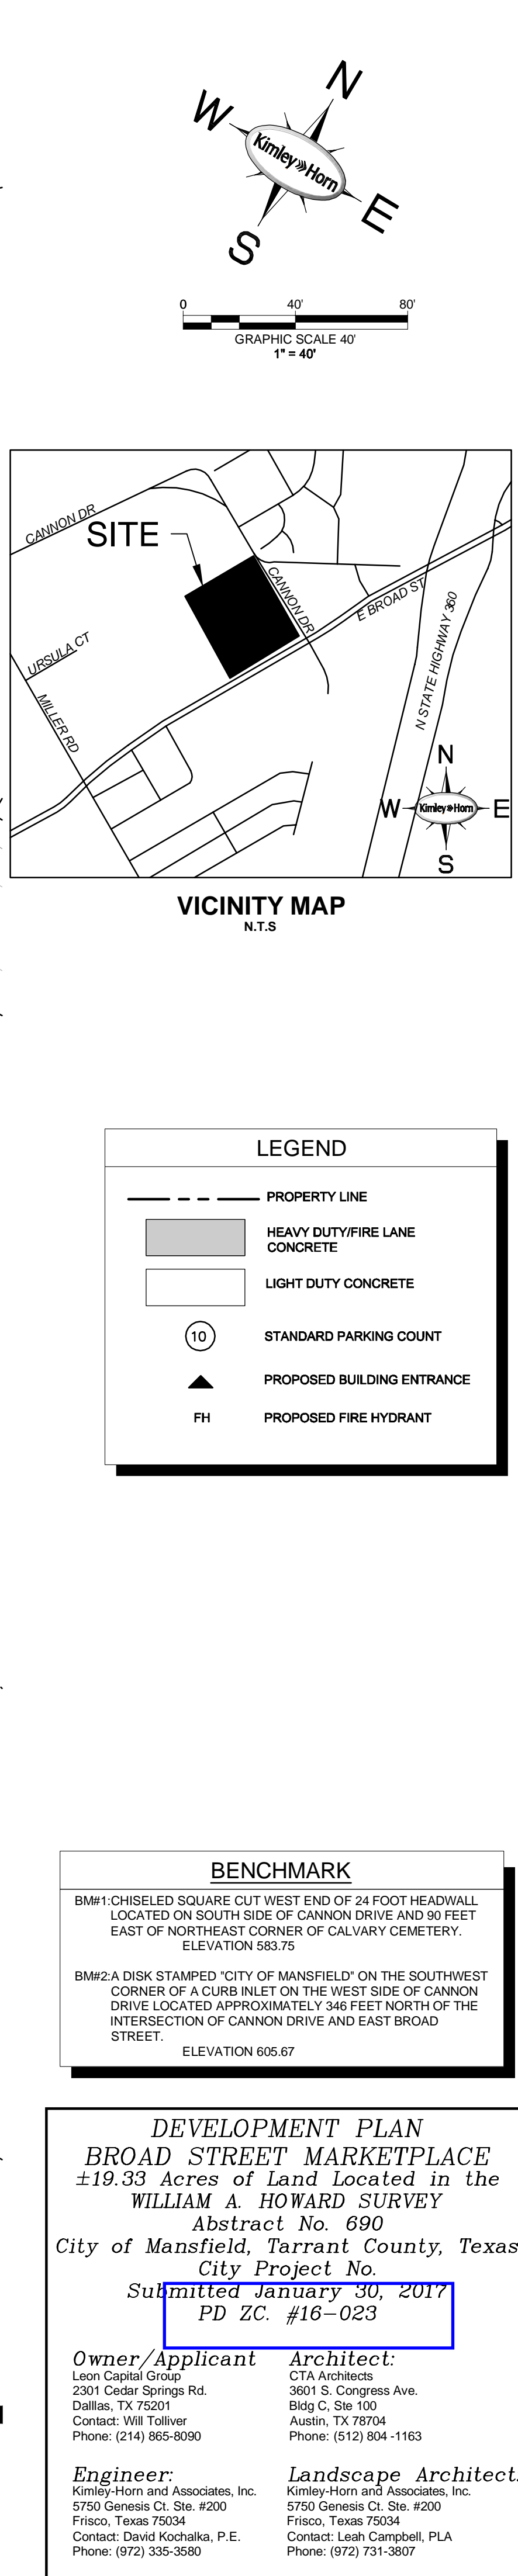 N
W
Kimley»Horn
E
S
0 40' 80'
GRAPHIC SCALE 40'
1" = 40'
CANNON DR
SITE
CANNON DR
E BROAD ST
URSULA CT
N STATE HIGHWAY 360
MILLER RD
N
W Kimley»Horn E
S
VICINITY MAP
N.T.S
LEGEND
PROPERTY LINE
HEAVY DUTY/FIRE LANE
CONCRETE
LIGHT DUTY CONCRETE
10 STANDARD PARKING COUNT
PROPOSED BUILDING ENTRANCE
FH PROPOSED FIRE HYDRANT
BENCHMARK
BM#1:CHISELED SQUARE CUT WEST END OF 24 FOOT HEADWALL
LOCATED ON SOUTH SIDE OF CANNON DRIVE AND 90 FEET
EAST OF NORTHEAST CORNER OF CALVARY CEMETERY.
ELEVATION 583.75
BM#2:A DISK STAMPED "CITY OF MANSFIELD" ON THE SOUTHWEST
CORNER OF A CURB INLET ON THE WEST SIDE OF CANNON
DRIVE LOCATED APPROXIMATELY 346 FEET NORTH OF THE
INTERSECTION OF CANNON DRIVE AND EAST BROAD
STREET.
ELEVATION 605.67
DEVELOPMENT PLAN
BROAD STREET MARKETPLACE
±19.33 Acres of Land Located in the
WILLIAM A. HOWARD SURVEY
Abstract No. 690
City of Mansfield, Tarrant County, Texas
City Project No.
Submitted January 30, 2017
PD ZC. #16-023
Owner/Applicant
Leon Capital Group
2301 Cedar Springs Rd.
Dalllas, TX 75201
Contact: Will Tolliver
Phone: (214) 865-8090
Architect:
CTA Architects
3601 S. Congress Ave.
Bldg C, Ste 100
Austin, TX 78704
Phone: (512) 804 -1163
Engineer:
Kimley-Horn and Associates, Inc.
5750 Genesis Ct. Ste. #200
Frisco, Texas 75034
Contact: David Kochalka, P.E.
Phone: (972) 335-3580
Landscape Architect:
Kimley-Horn and Associates, Inc.
5750 Genesis Ct. Ste. #200
Frisco, Texas 75034
Contact: Leah Campbell, PLA
Phone: (972) 731-3807